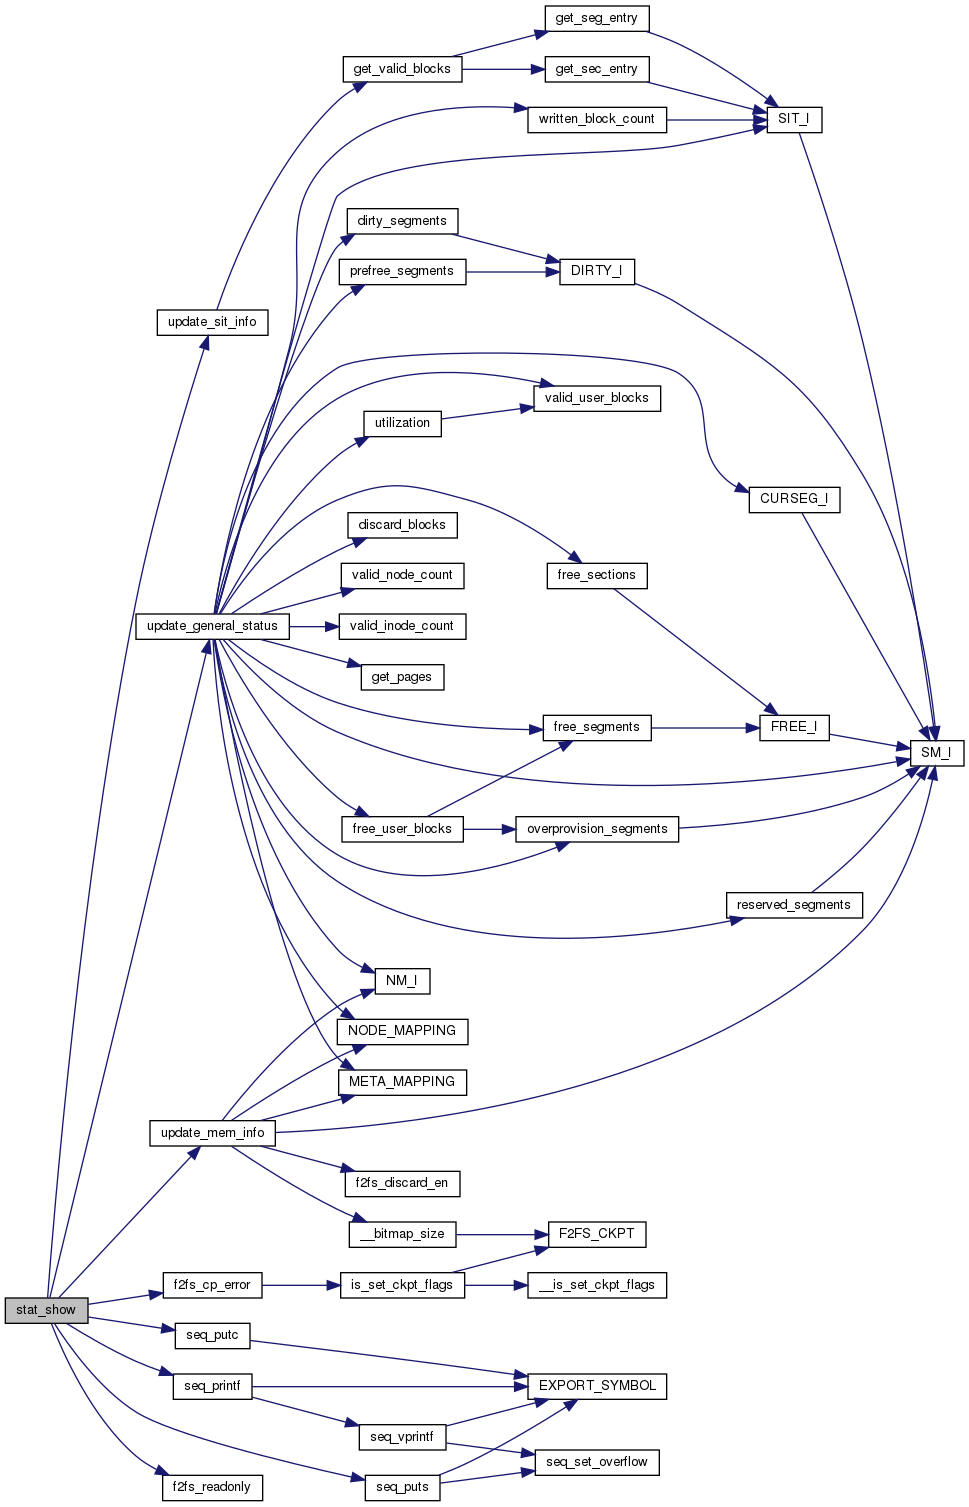 get_seg_entry
get_valid_blocks
get_sec_entry
written_block_count
SIT_I
dirty_segments
prefree_segments
DIRTY_I
update_sit_info
valid_user_blocks
utilization
CURSEG_I
discard_blocks
valid_node_count
free_sections
update_general_status
valid_inode_count
get_pages
free_segments
FREE_I
SM_I
free_user_blocks
overprovision_segments
reserved_segments
NM_I
NODE_MAPPING
META_MAPPING
update_mem_info
f2fs_discard_en
__bitmap_size
F2FS_CKPT
f2fs_cp_error
is_set_ckpt_flags
__is_set_ckpt_flags
stat_show
seq_putc
seq_printf
EXPORT_SYMBOL
seq_vprintf
seq_set_overflow
f2fs_readonly
seq_puts